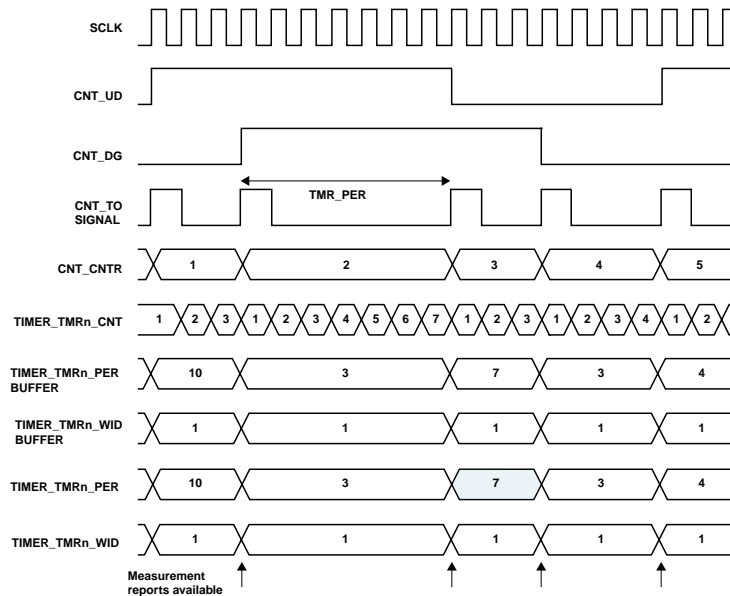 SCLK
CNT_UD
CNT_DG
TMR_PER
CNT_TO
SIGNAL
CNT_CNTR 1 2 3 4 5
TIMER_TMRn_CNT 1 2 3 1 2 3 4 5 6 7 1 2 3 1 2 3 4 1 2
TIMER_TMRn_PER
BUFFER
10 3 7 3 4
TIMER_TMRn_WID
BUFFER
1 1 1 1 1
TIMER_TMRn_PER 10 3 7 3 4
TIMER_TMRn_WID 1 1 1 1 1
Measurement
reports available